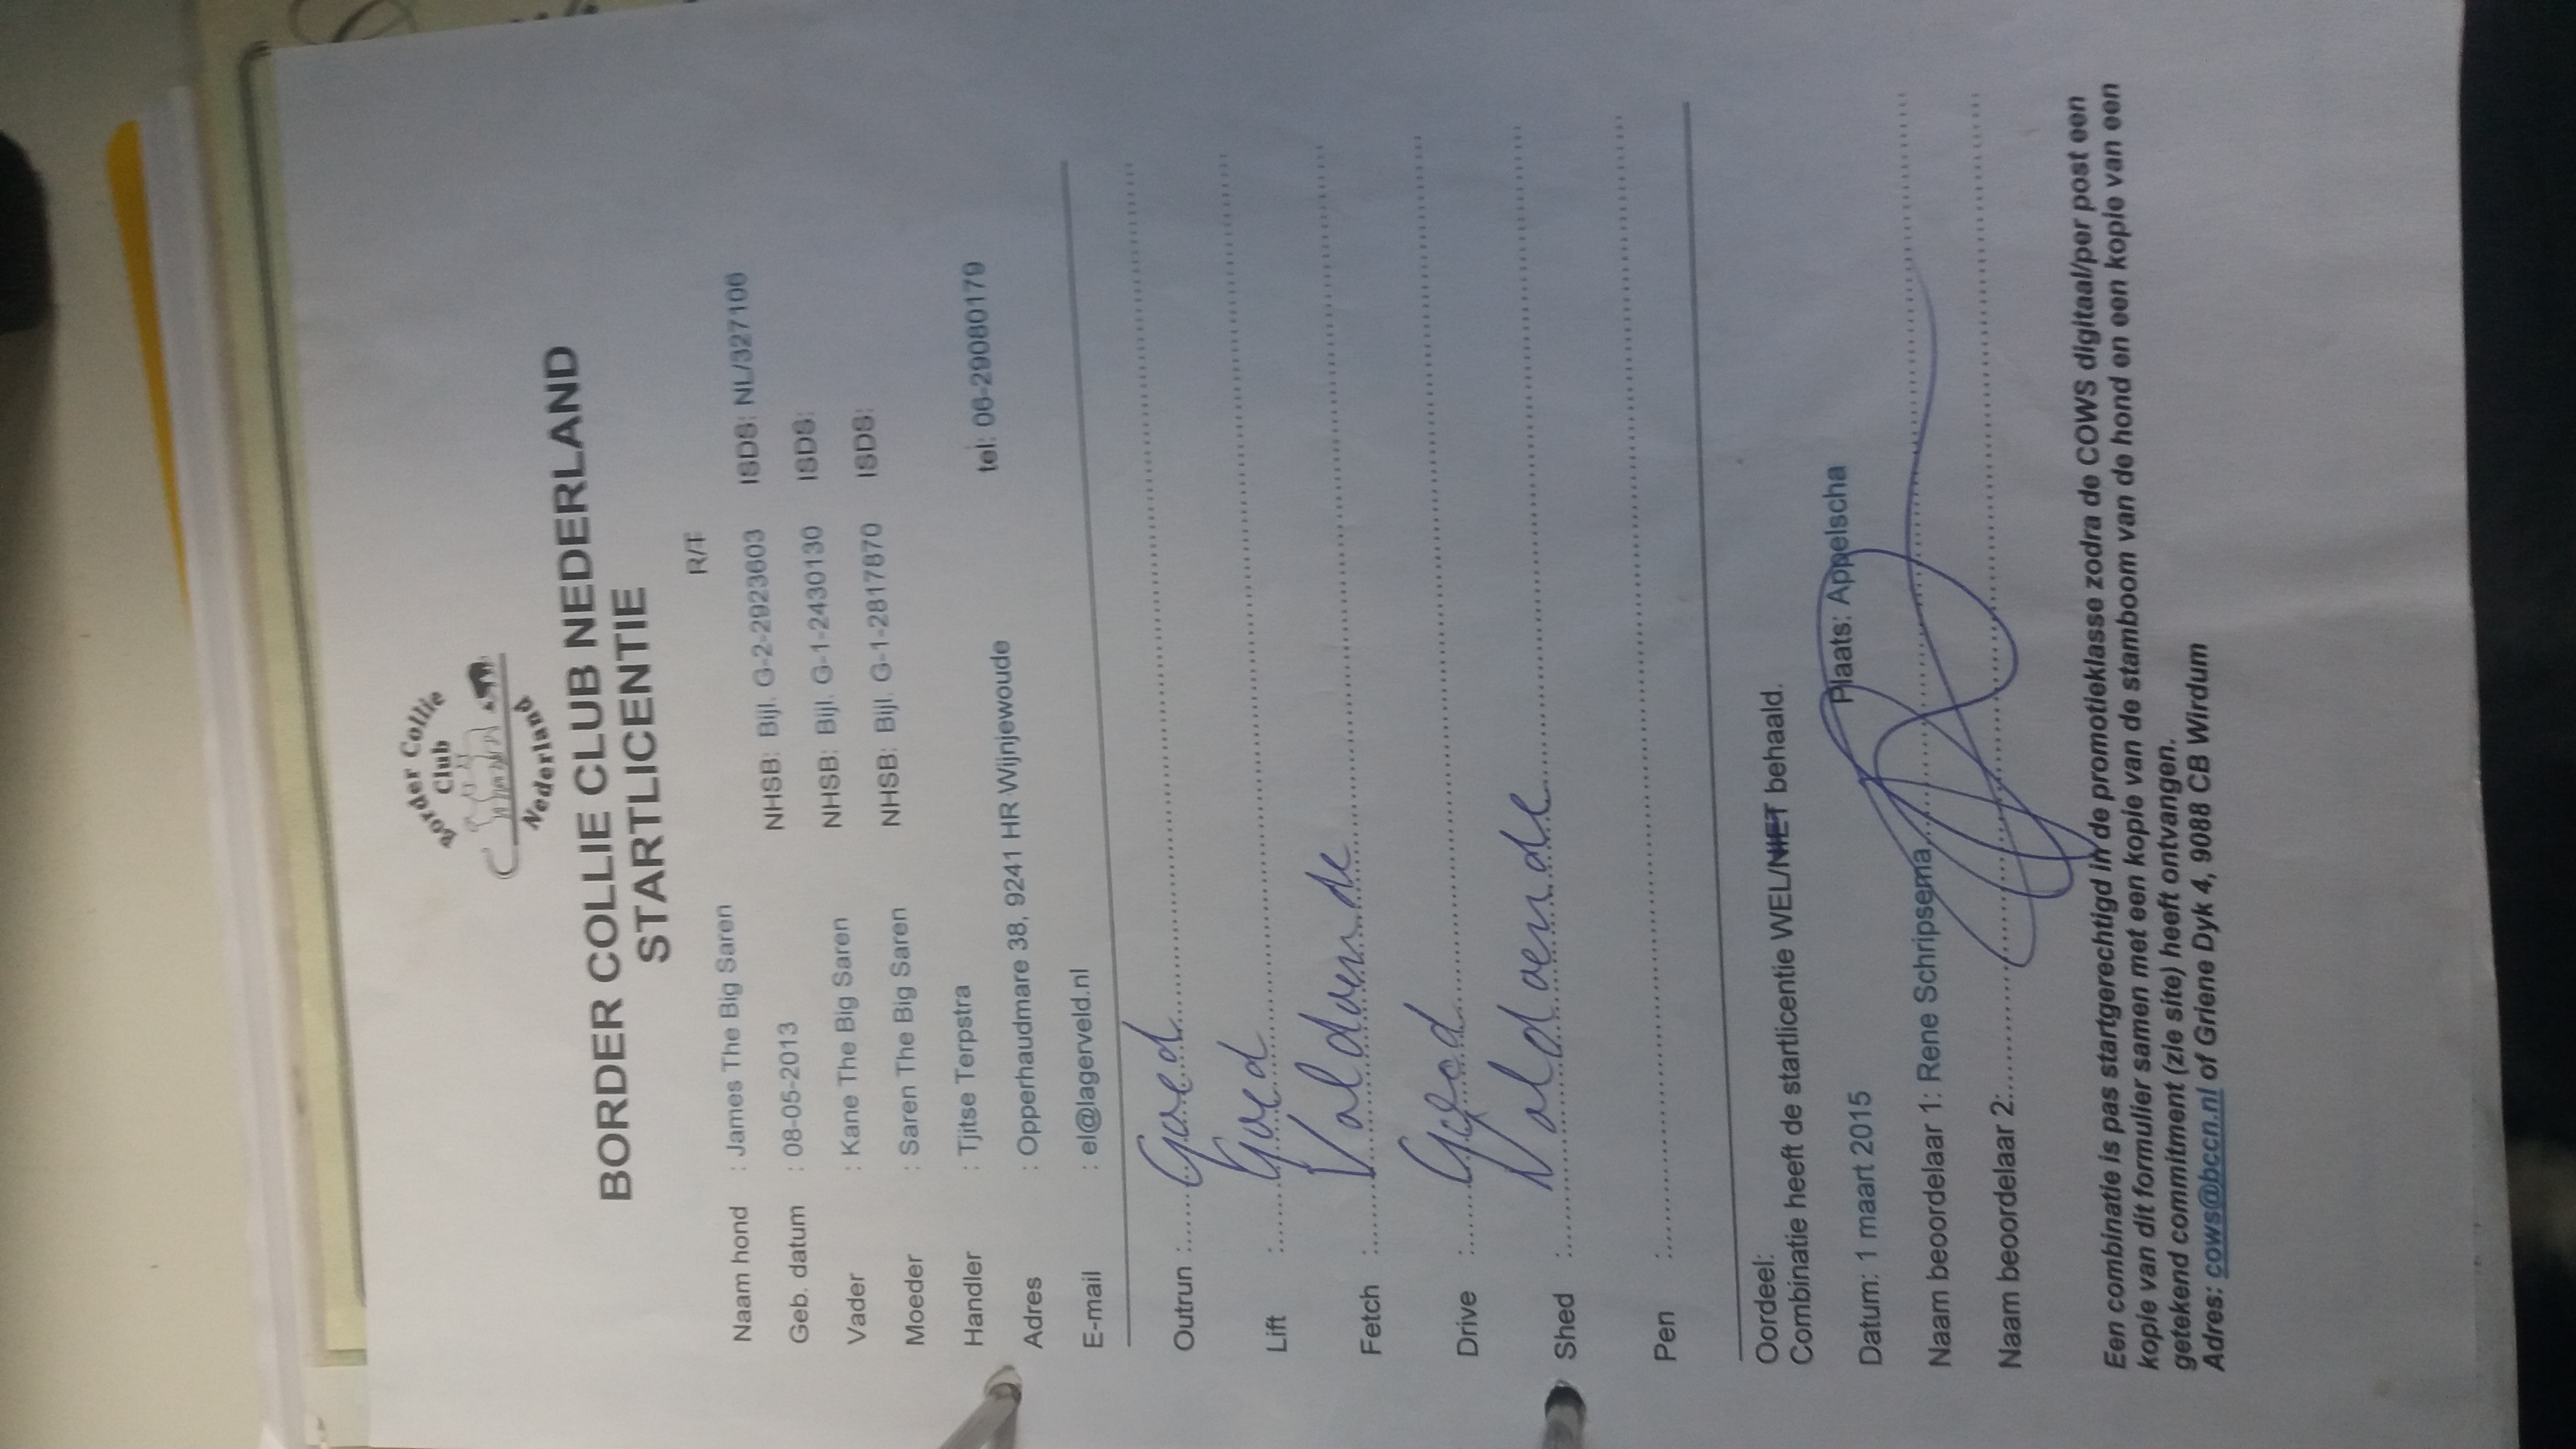 Border Collie
Club
Nederland
BORDER COLLIE CLUB NEDERLAND
STARTLICENTIE
R/T
Naam hond : James The Big Saren
NHSB: Bijl. G-2-2923603 ISDS: NL/327106
Geb. datum : 08-05-2013
NHSB: Bijl. G-1-2430130 ISDS:
Vader : Kane The Big Saren
NHSB: Bijl. G-1-2817870 ISDS:
Moeder : Saren The Big Saren
Handler : Tjitse Terpstra tel: 06-29080179
Adres : Opperhaudmare 38, 9241 HR Wijnjewoude
E-mail : el@lagerveld.nl
Outrun : Goed
Lift : Goed
Fetch : Voldoende
Drive : Goed
Shed : Voldoende
Pen :
Oordeel:
Combinatie heeft de startlicentie WEL/NIET behaald.
Datum: 1 maart 2015 Plaats: Appelscha
Naam beoordelaar 1: Rene Schripsema
Naam beoordelaar 2:
Een combinatie is pas startgerechtigd in de promotieklasse zodra de COWS digitaal/per post een
kopie van dit formulier samen met een kopie van de stamboom van de hond en een kopie van een
getekend commitment (zie site) heeft ontvangen.
Adres: cows@bccn.nl of Griene Dyk 4, 9088 CB Wirdum